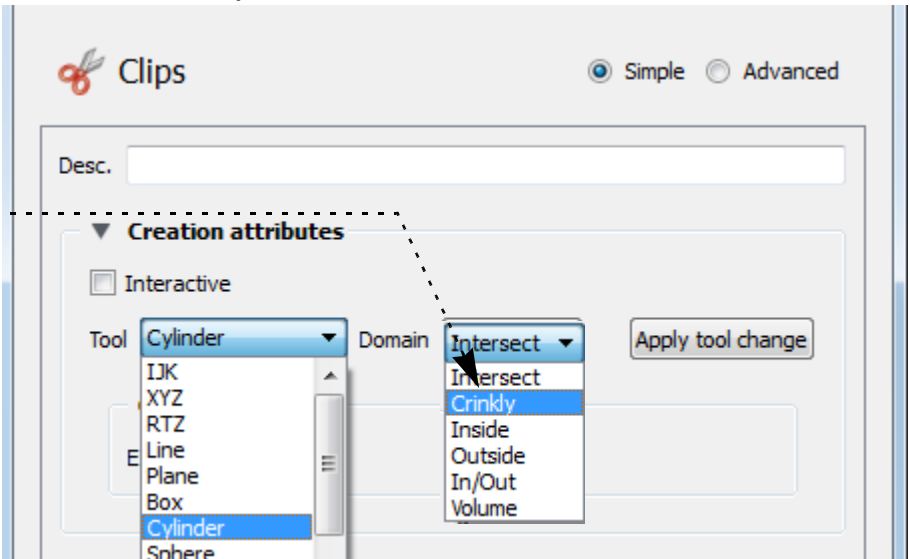 Clips
Simple Advanced
Desc.
Creation attributes
Interactive
Tool Cylinder Domain Intersect Apply tool change
IJK
XYZ
RTZ
Line
Plane
Box
Cylinder
Sphere
Intersect
Crinkly
Inside
Outside
In/Out
Volume